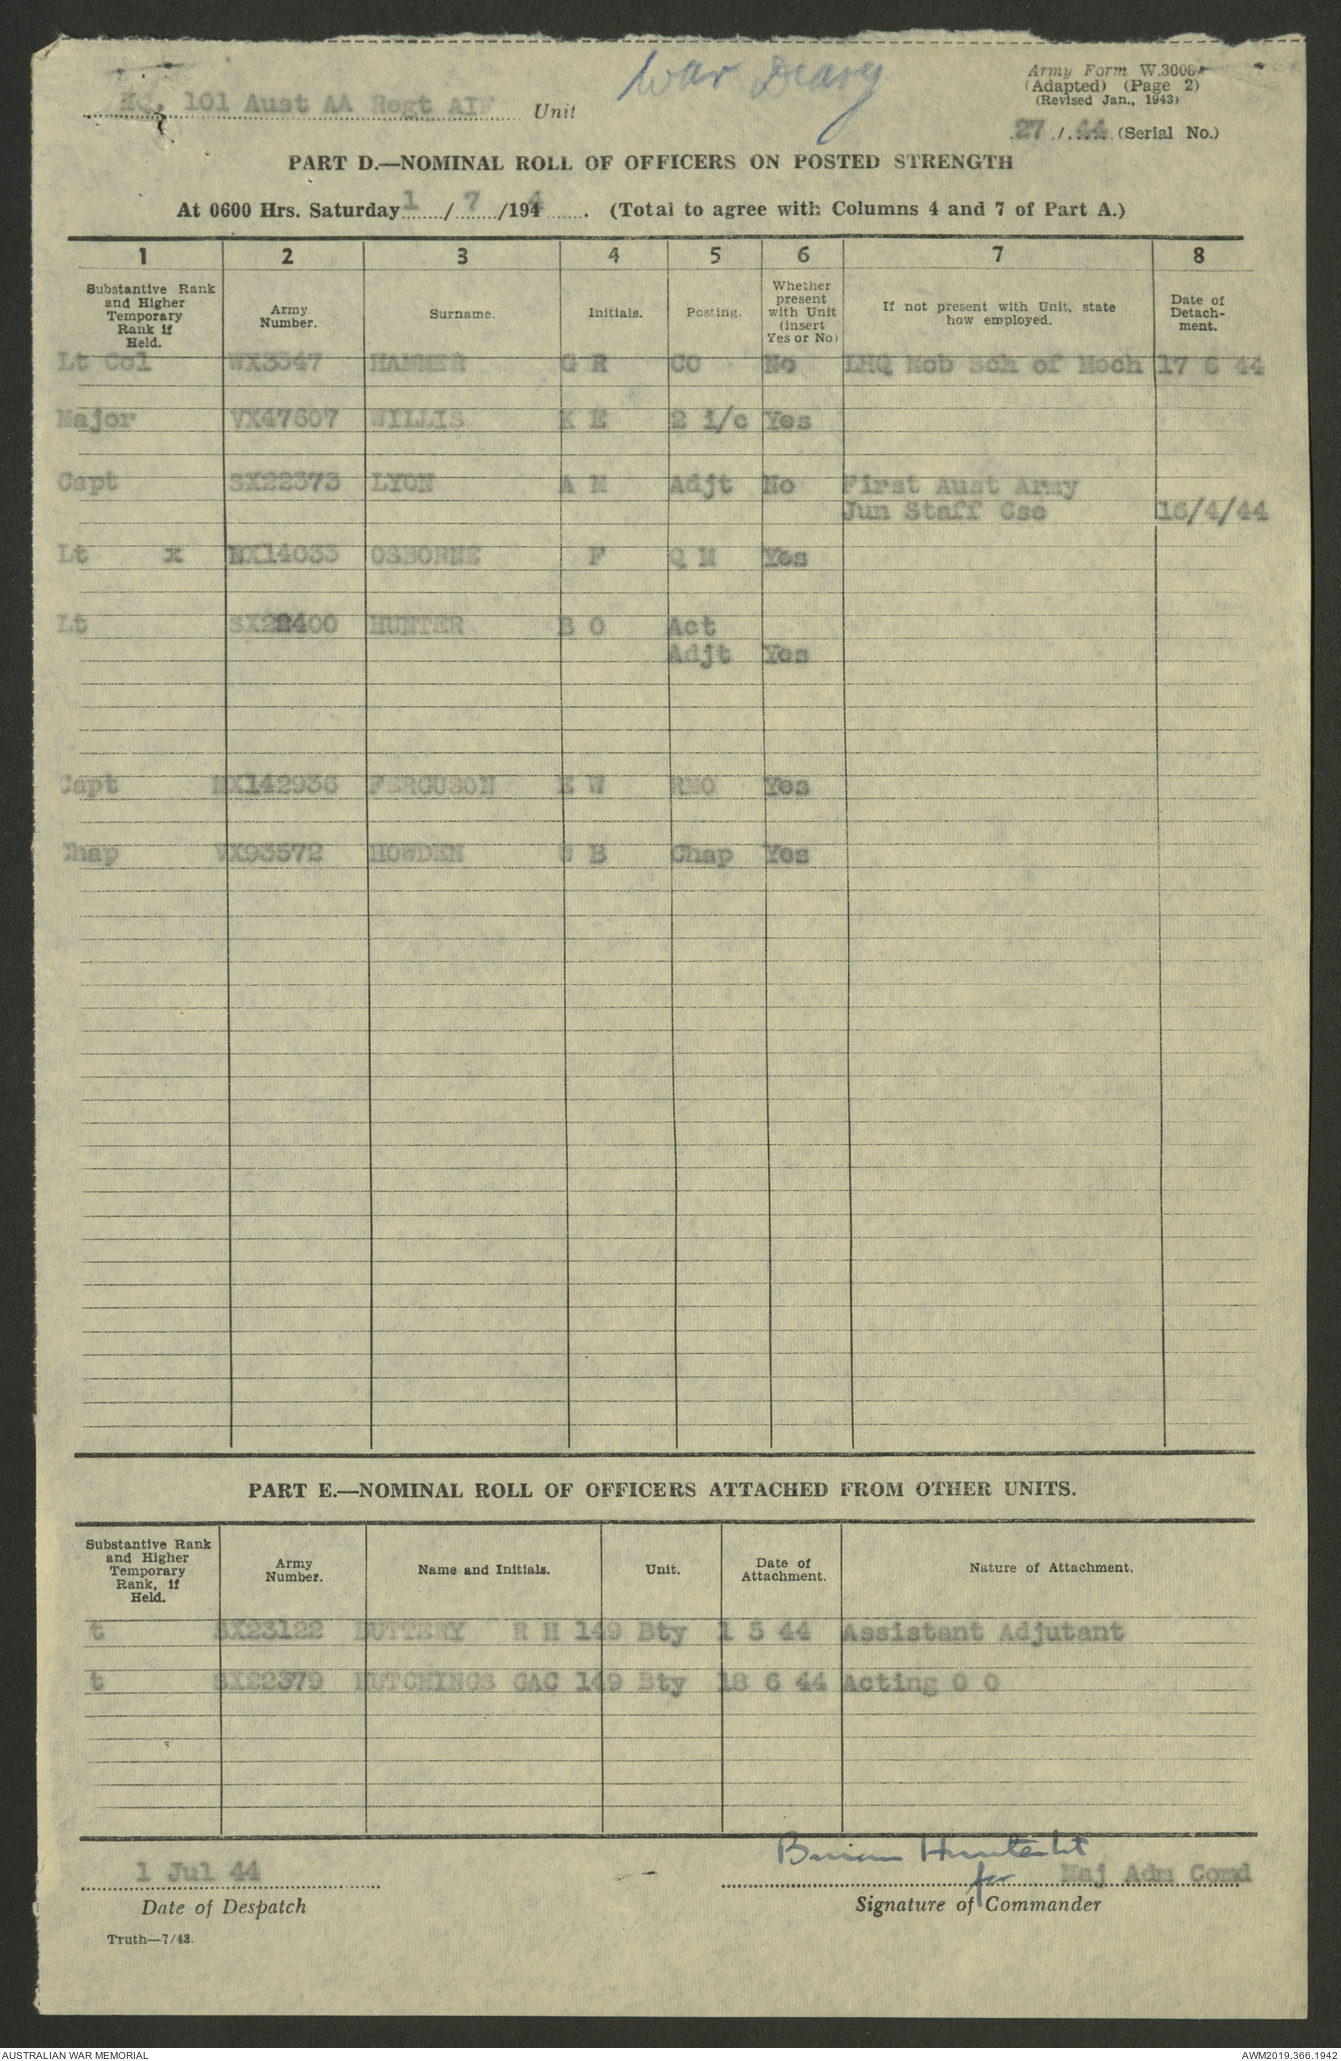 War Diary
Army Form W.3008
(Adapted) (Page 2)
(Revised Jan., 1943)
HQ, 101 Aust AA Regt AIF Unit
27/44 (Serial No.)
PART D.—NOMINAL ROLL OF OFFICERS ON POSTED STRENGTH
At 0600 Hrs. Saturday 1/7/1944. (Total to agree with Columns 4 and 7 of Part A.)
1 2 3 4 5 6 7 8
Substantive Rank and Higher Temporary Rank if Held. Army Number. Surname. Initials. Posting. Whether present with Unit (insert Yes or No) If not present with Unit, state how employed. Date of Detach-ment.
Lt Col WX3347 HAMMER G R CO No LHQ Mob Sch of Mech 17 6 44
Major VX47607 WILLIS K E 2 i/c Yes
Capt SX22373 LYON A M Adjt No First Aust Army
Jun Staff Cse 16/4/44
Lt x NX14033 OSBORNE F Q M Yes
Lt SX22400 HUNTER B O Act
Adjt Yes
Capt NX142936 FERGUSON E W RMO Yes
Chap VX93572 HOWDEN W B Chap Yes
PART E.—NOMINAL ROLL OF OFFICERS ATTACHED FROM OTHER UNITS.
Substantive Rank and Higher Temporary Rank, if Held. Army Number. Name and Initials. Unit. Date of Attachment. Nature of Attachment.
t SX23122 BUTTERY R H 149 Bty 1 5 44 Assistant Adjutant
t SX22379 HUTCHINGS GAC 149 Bty 18 6 44 Acting O O
Brian Hunter Lt
1 Jul 44 for Maj Adm Comd
Date of Despatch Signature of Commander
Truth—7/43.
AUSTRALIAN WAR MEMORIAL AWM2019.366.1942